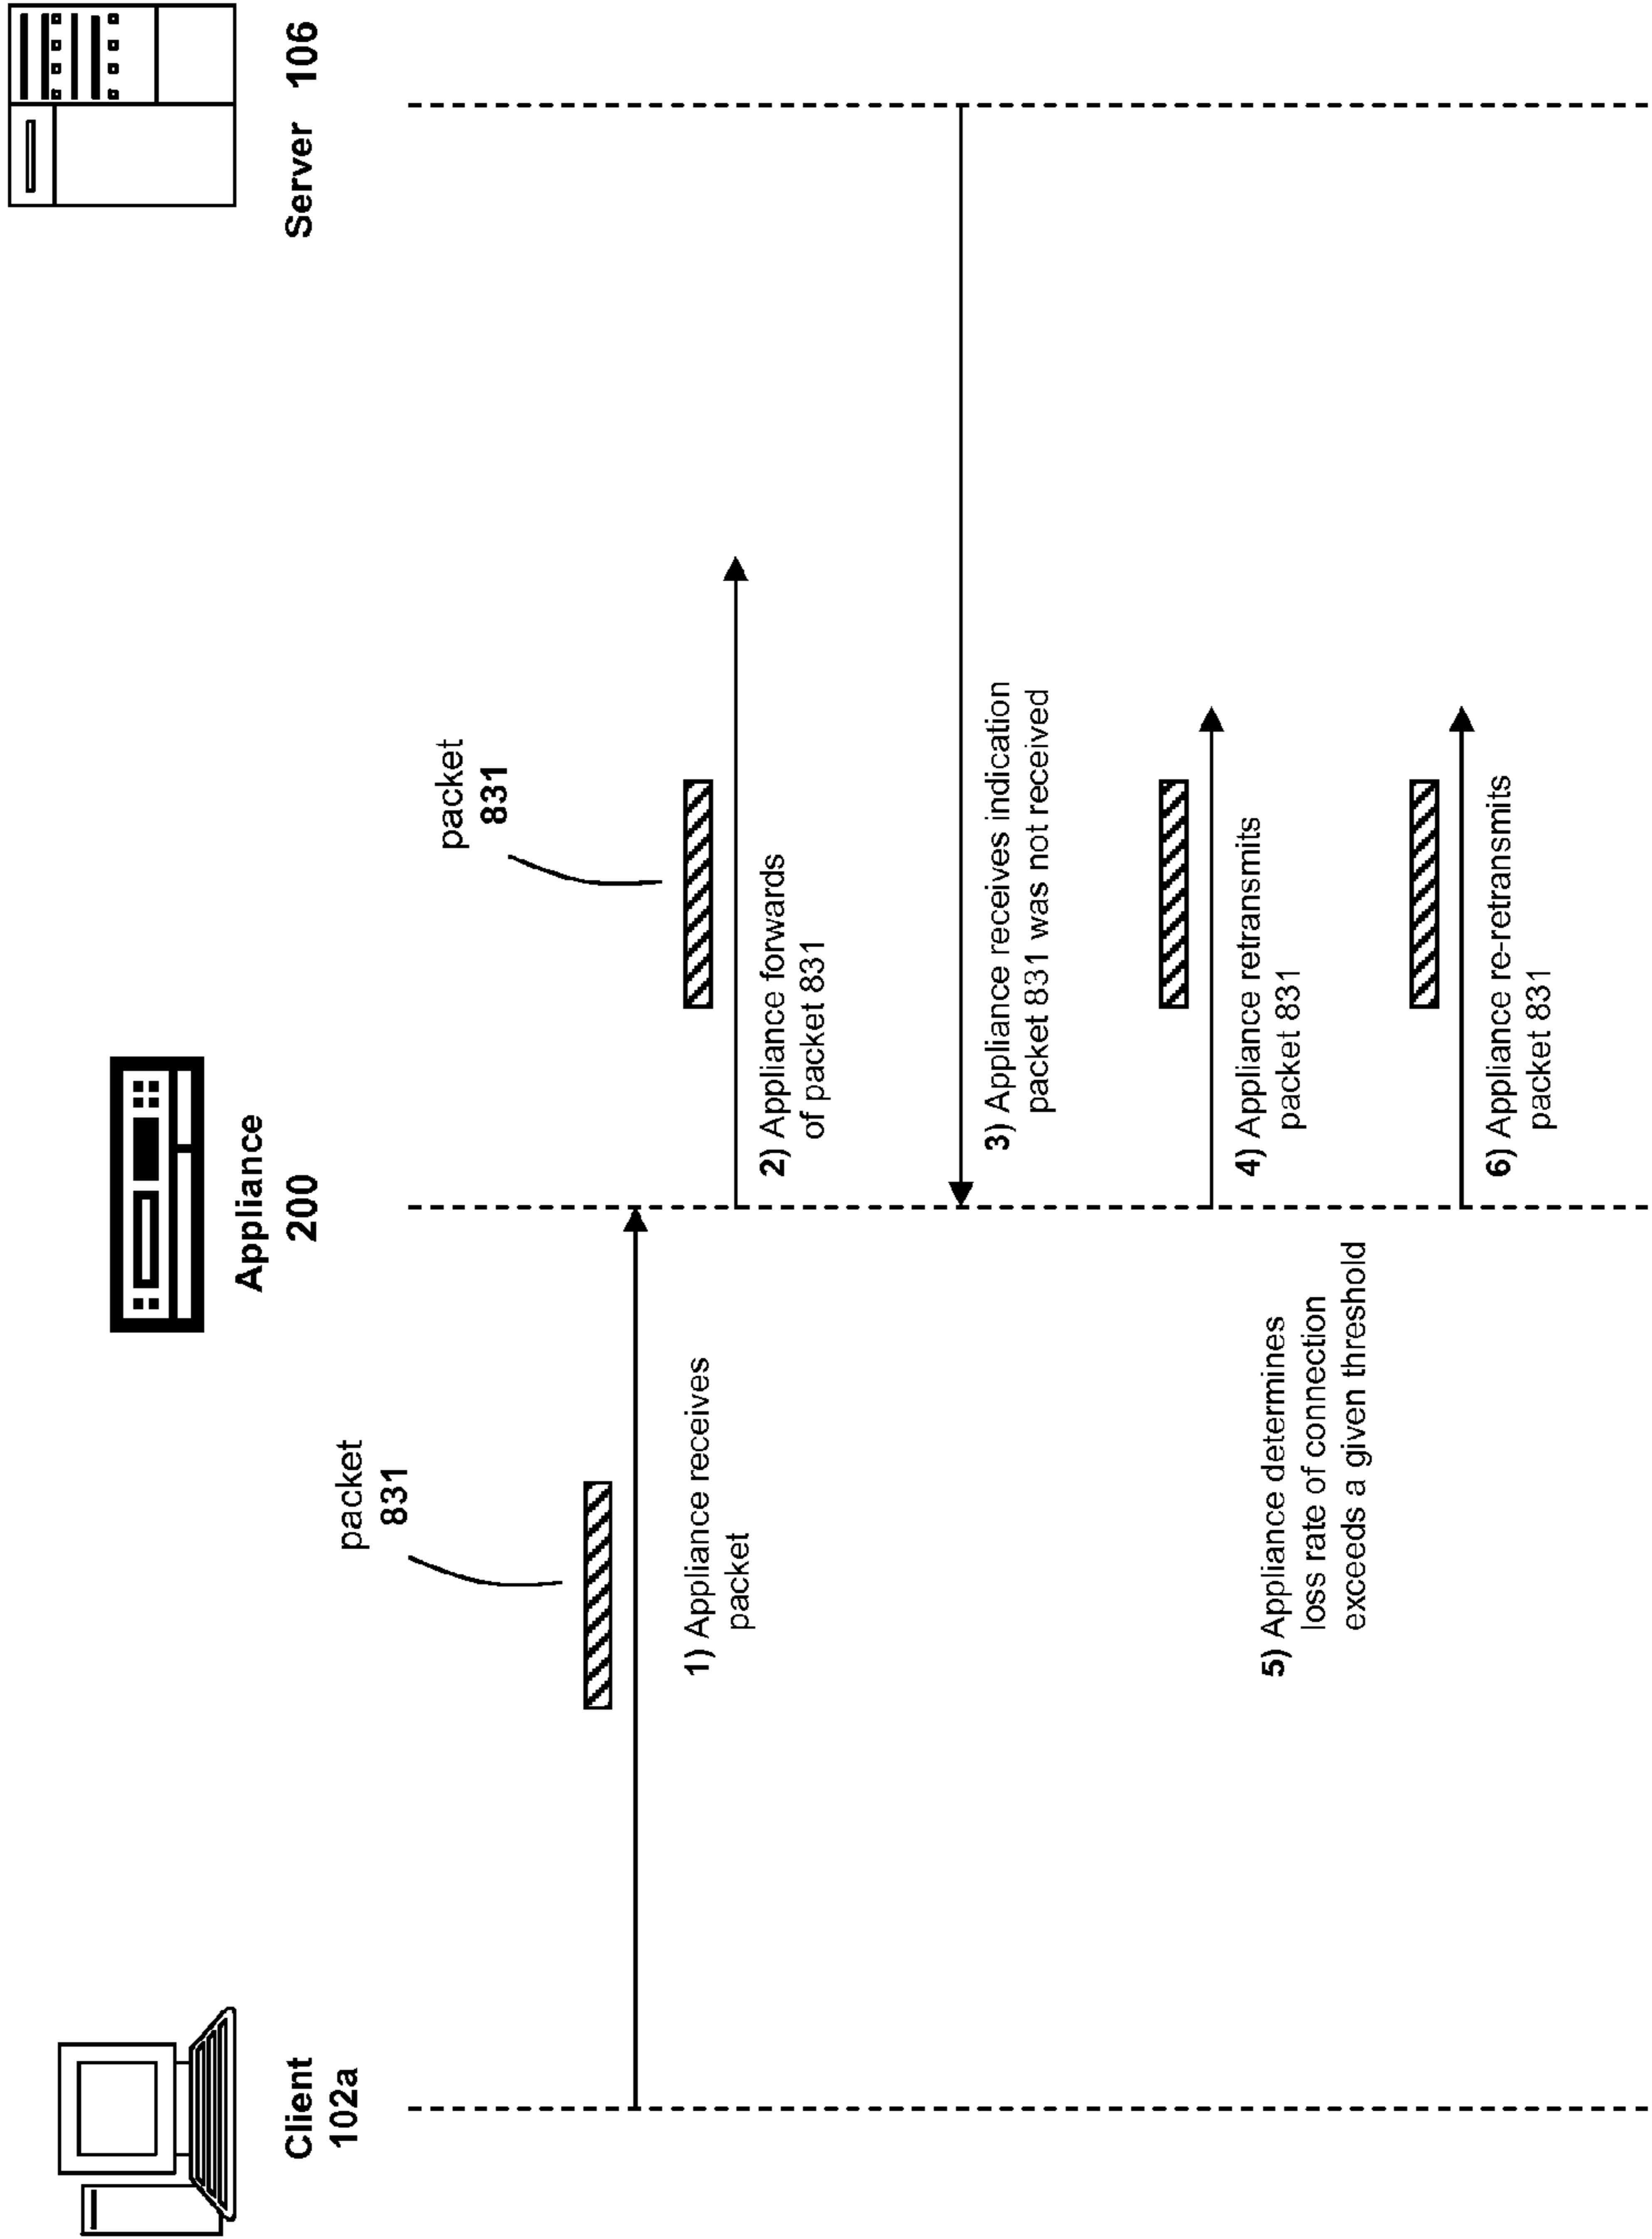 Client
102a
Appliance
200
Server 106
packet
831
1) Appliance receives
packet
packet
831
2) Appliance forwards
of packet 831
3) Appliance receives indication
packet 831 was not received
4) Appliance retransmits
packet 831
5) Appliance determines
loss rate of connection
exceeds a given threshold
6) Appliance re-retransmits
packet 831